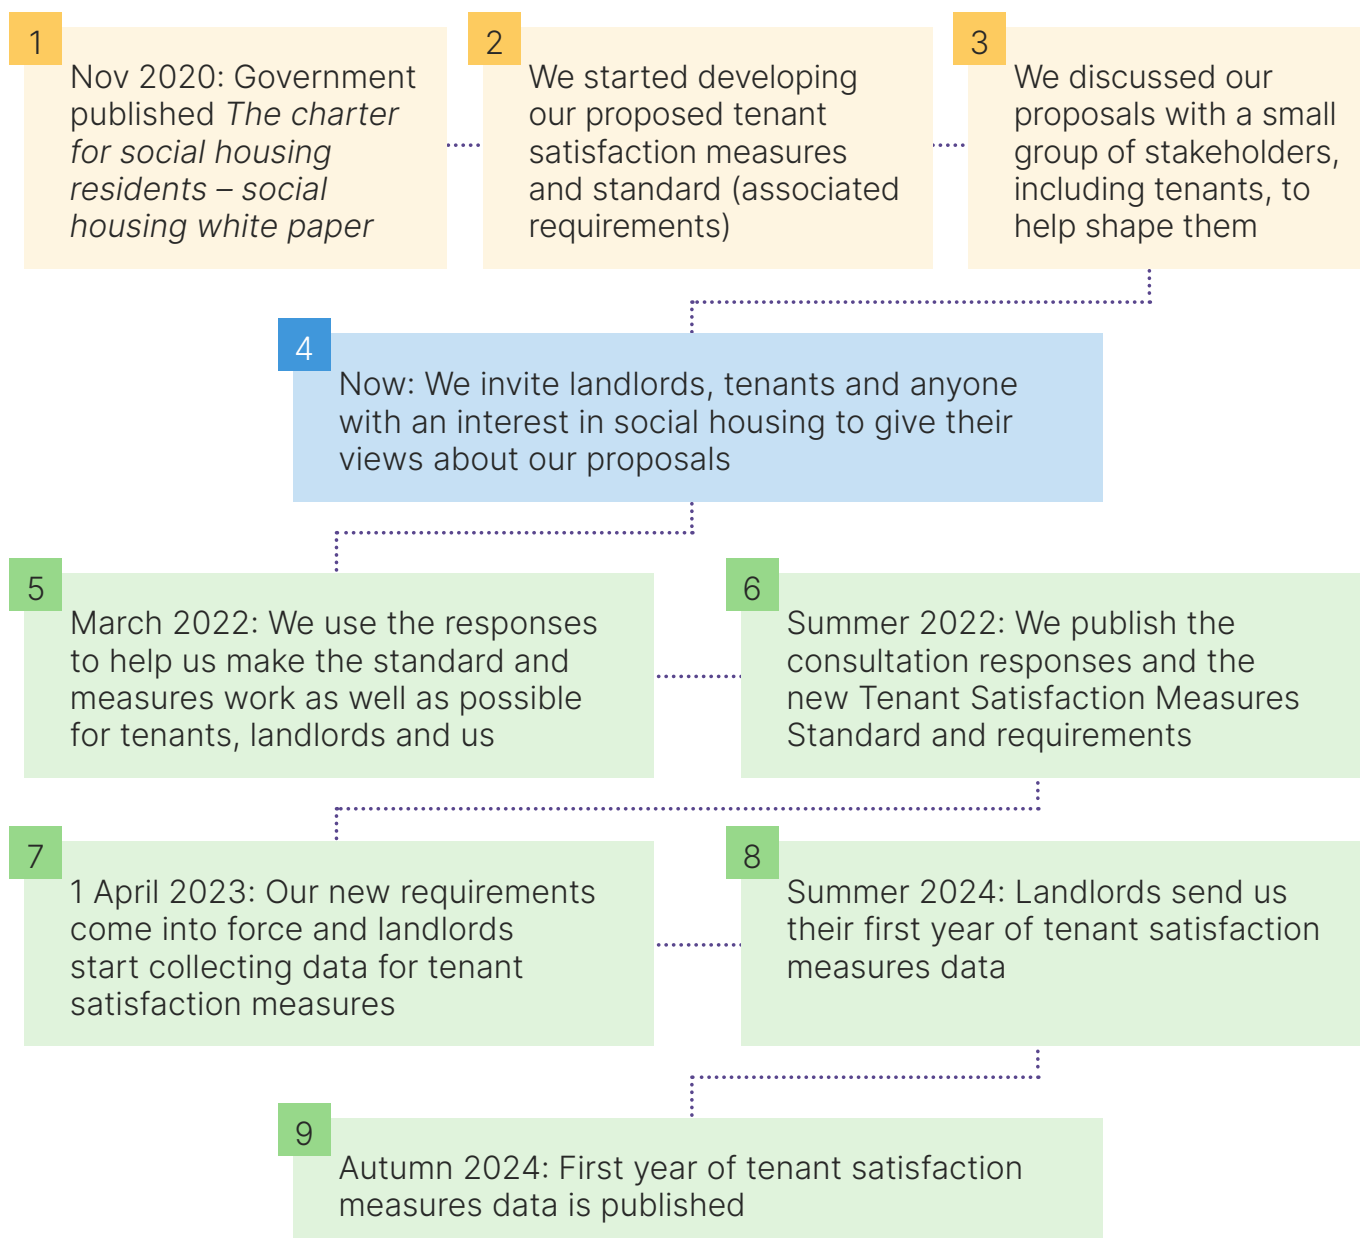 1
Nov 2020: Government
published The charter
for social housing
residents – social
housing white paper
2
We started developing
our proposed tenant
satisfaction measures
and standard (associated
requirements)
3
We discussed our
proposals with a small
group of stakeholders,
including tenants, to
help shape them
4
Now: We invite landlords, tenants and anyone
with an interest in social housing to give their
views about our proposals
5
March 2022: We use the responses
to help us make the standard and
measures work as well as possible
for tenants, landlords and us
6
Summer 2022: We publish the
consultation responses and the
new Tenant Satisfaction Measures
Standard and requirements
7
1 April 2023: Our new requirements
come into force and landlords
start collecting data for tenant
satisfaction measures
8
Summer 2024: Landlords send us
their first year of tenant satisfaction
measures data
9
Autumn 2024: First year of tenant satisfaction
measures data is published